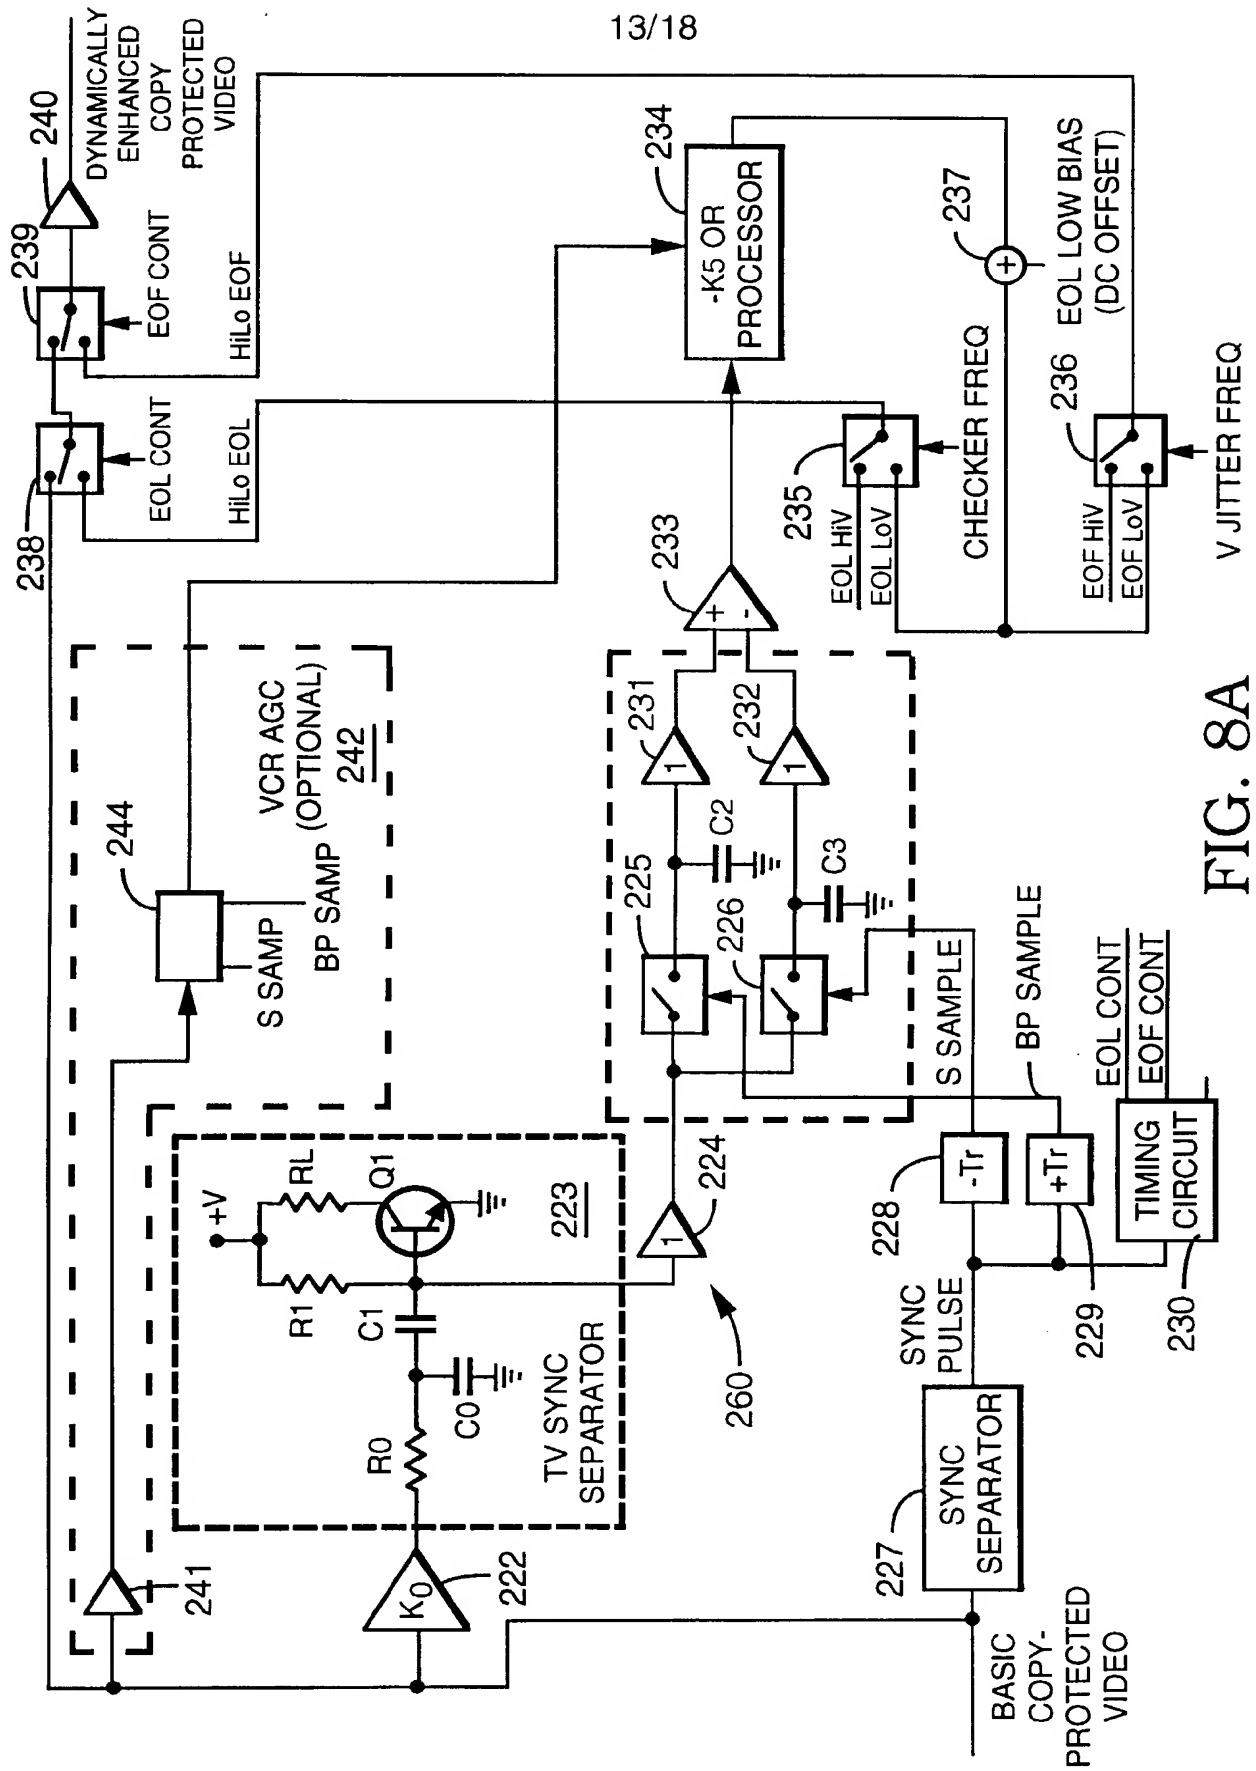 13/18
240
DYNAMICALLY
ENHANCED
COPY
PROTECTED
VIDEO
239
EOF CONT
HiLo EOF
238
EOL CONT
HiLo EOL
234
-K5 OR
PROCESSOR
237
+
EOL LOW BIAS
(DC OFFSET)
235
EOL HiV
EOL LoV
CHECKER FREQ
236
EOF HiV
EOF LoV
V JITTER FREQ
233
+
-
VCR AGC
(OPTIONAL)
242
244
S SAMP
BP SAMP
231
1
232
1
225
C2
226
C3
241
+V
RL
R1
Q1
223
C1
C0
R0
TV SYNC
SEPARATOR
K0
222
224
1
260
S SAMPLE
BP SAMPLE
228
-Tr
+Tr
229
EOL CONT
EOF CONT
TIMING
CIRCUIT
230
SYNC
PULSE
227
SYNC
SEPARATOR
BASIC
COPY-
PROTECTED
VIDEO
FIG. 8A